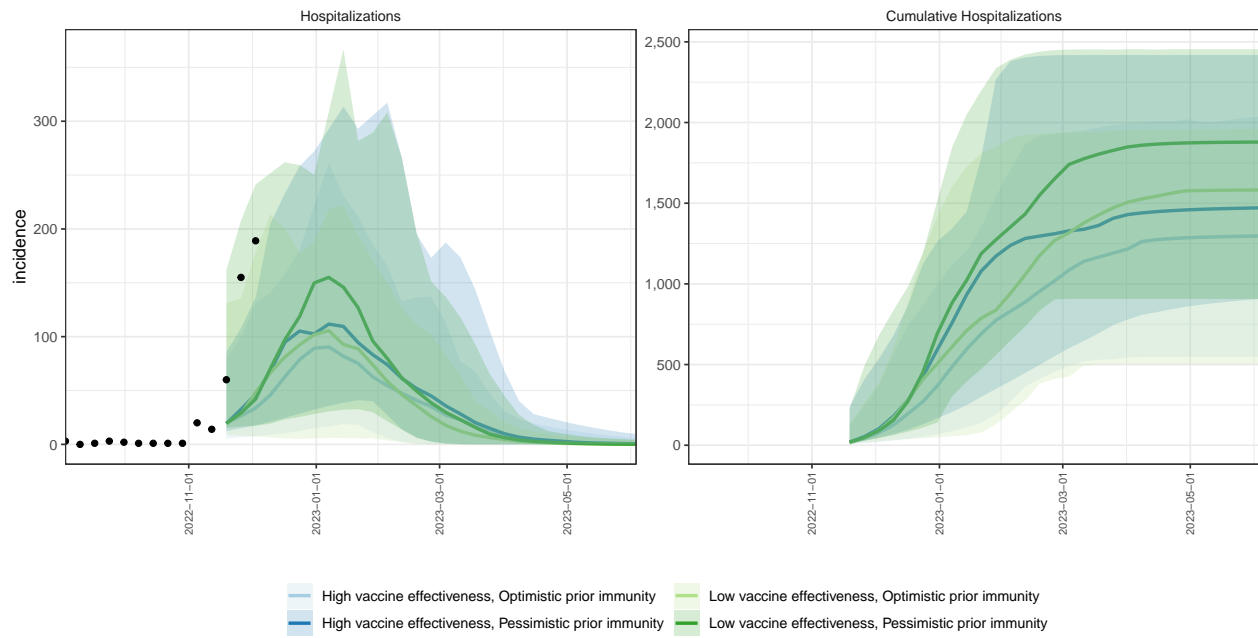 Hospitalizations
Cumulative Hospitalizations
incidence
300
200
100
0
2,500
2,000
1,500
1,000
500
0
2022−11−01
2023−01−01
2023−03−01
2023−05−01
2022−11−01
2023−01−01
2023−03−01
2023−05−01
High vaccine effectiveness, Optimistic prior immunity
Low vaccine effectiveness, Optimistic prior immunity
High vaccine effectiveness, Pessimistic prior immunity
Low vaccine effectiveness, Pessimistic prior immunity